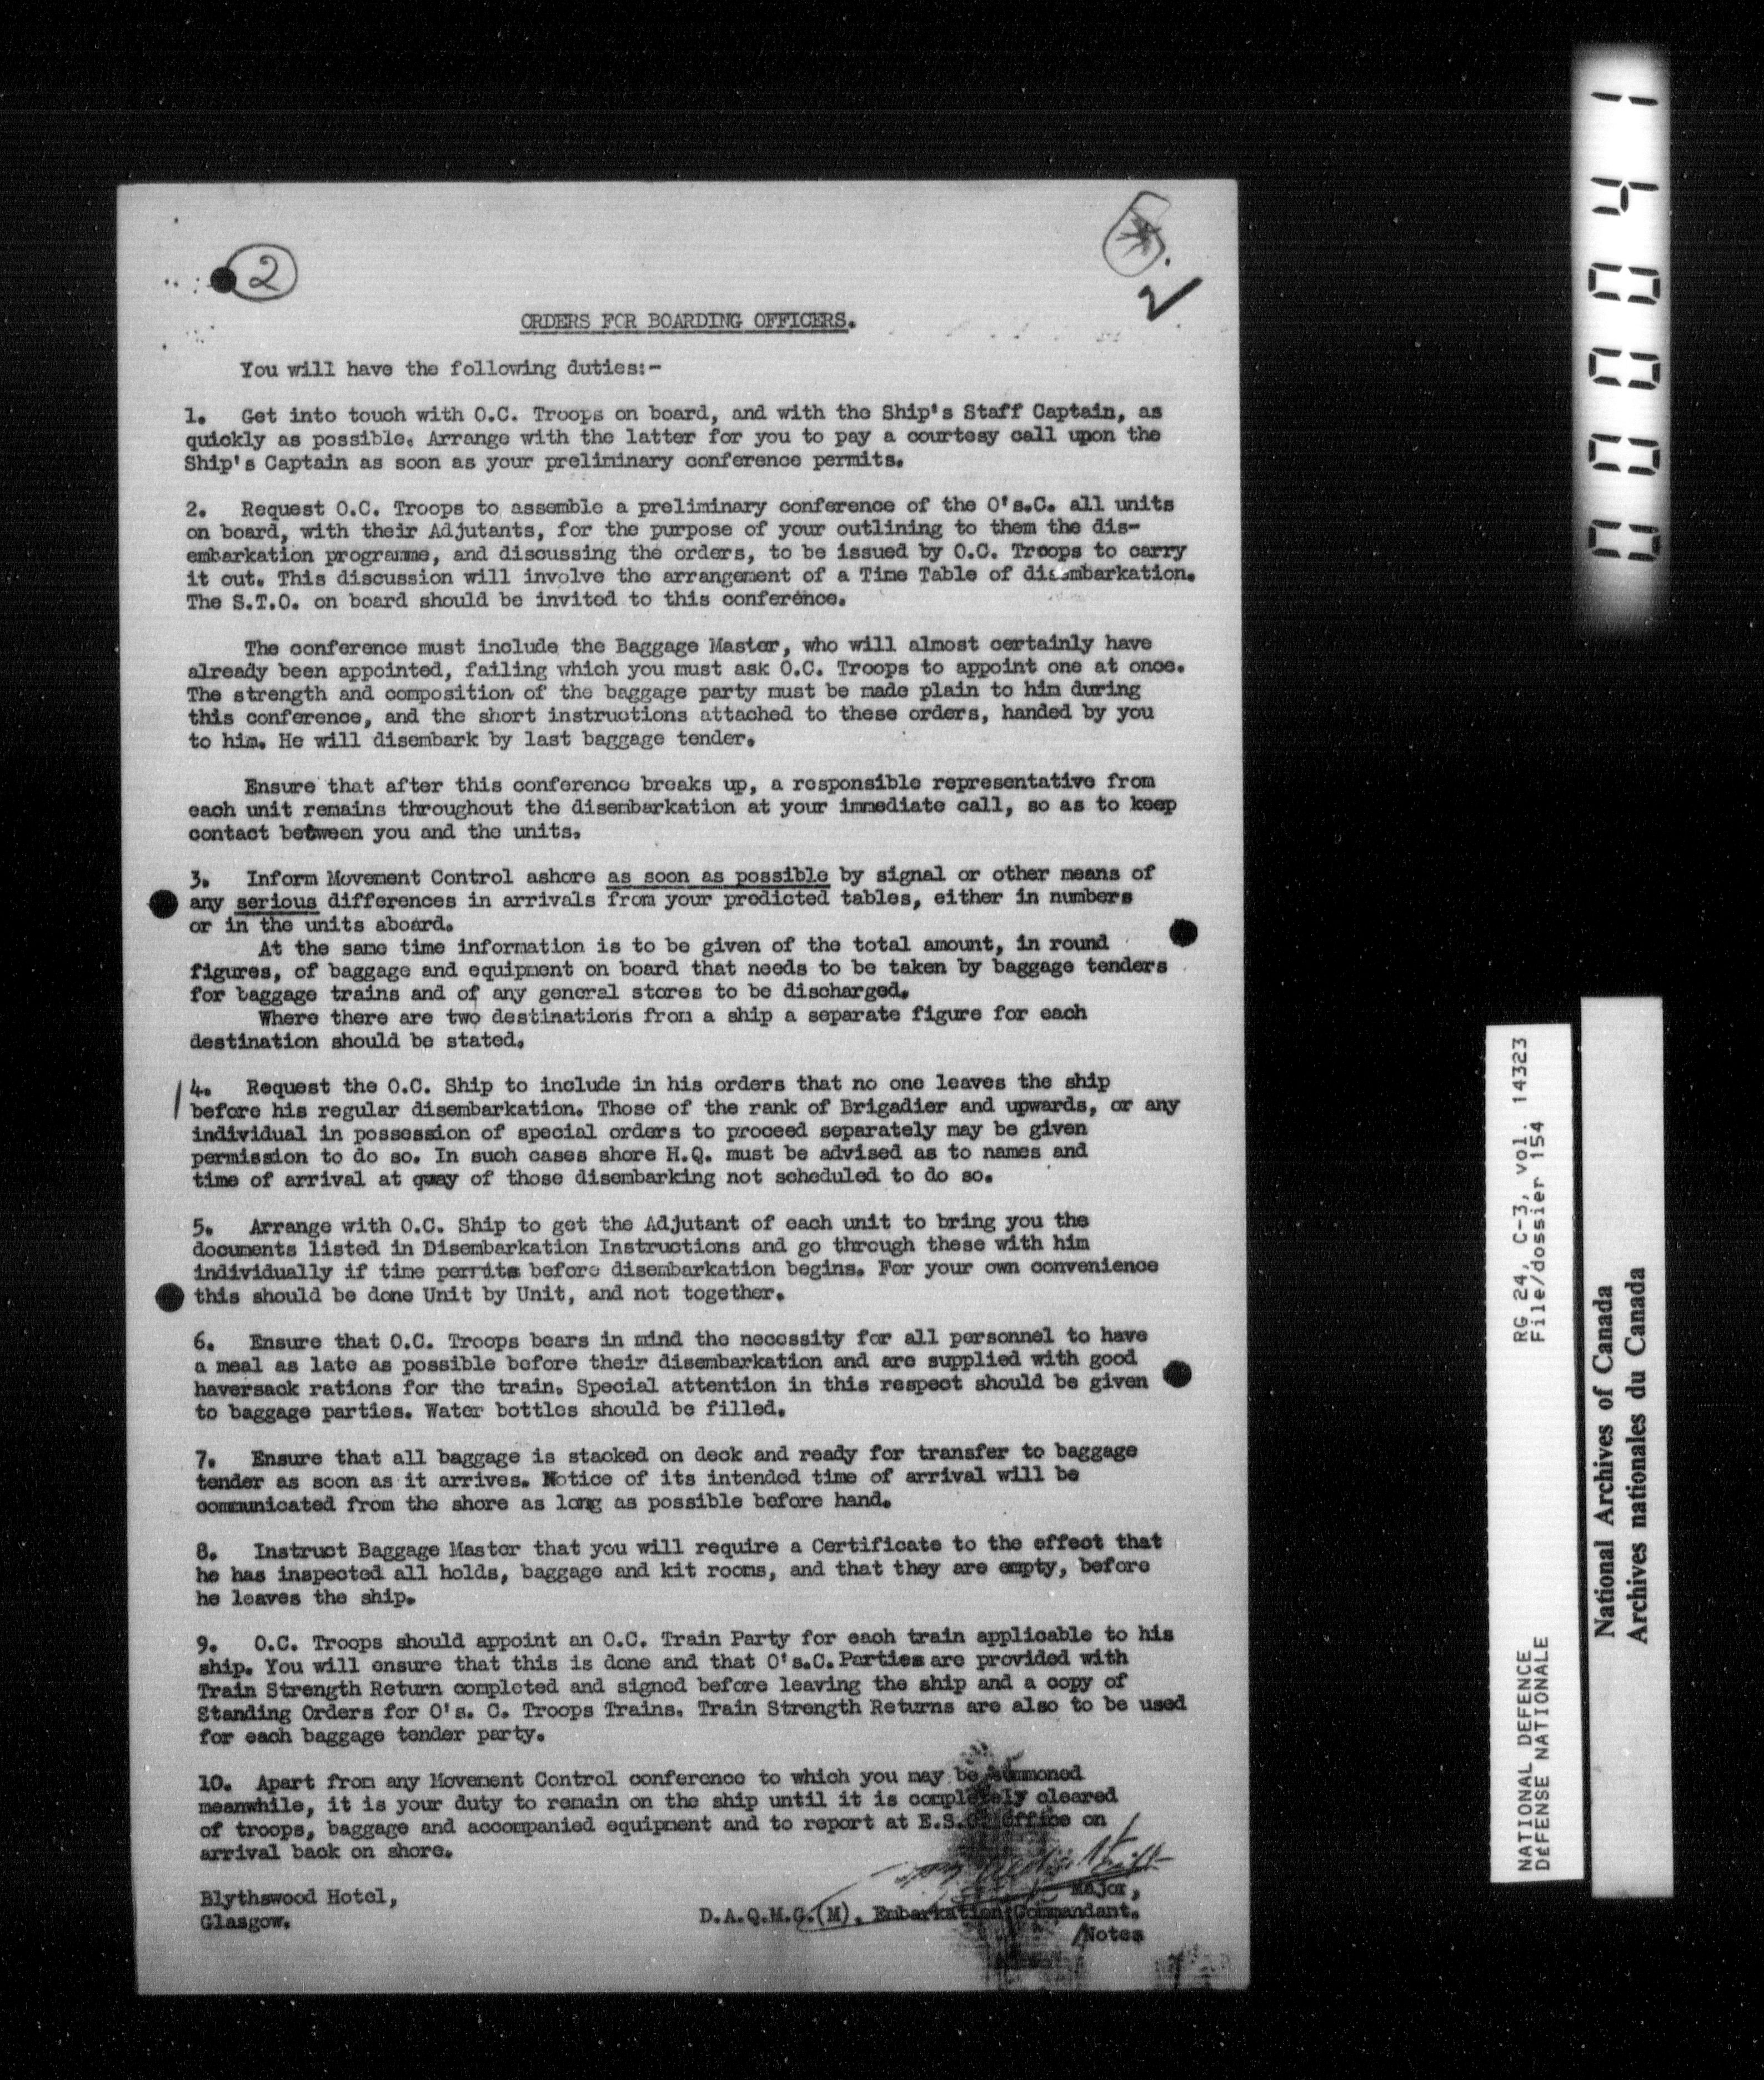 2
ORDERS FOR BOARDING OFFICERS.
You will have the following duties:-
1. Get into touch with O.C. Troops on board, and with the Ship's Staff Captain, as
quickly as possible. Arrange with the latter for you to pay a courtesy call upon the
Ship's Captain as soon as your preliminary conference permits.
2. Request O.C. Troops to assemble a preliminary conference of the O's.C. all units
on board, with their Adjutants, for the purpose of your outlining to them the dis-
embarkation programme, and discussing the orders, to be issued by O.C. Troops to carry
it out. This discussion will involve the arrangement of a Time Table of disembarkation.
The S.T.O. on board should be invited to this conference.
The conference must include the Baggage Master, who will almost certainly have
already been appointed, failing which you must ask O.C. Troops to appoint one at once.
The strength and composition of the baggage party must be made plain to him during
this conference, and the short instructions attached to these orders, handed by you
to him. He will disembark by last baggage tender.
Ensure that after this conference breaks up, a responsible representative from
each unit remains throughout the disembarkation at your immediate call, so as to keep
contact between you and the units.
3. Inform Movement Control ashore as soon as possible by signal or other means of
any serious differences in arrivals from your predicted tables, either in numbers
or in the units aboard.
At the same time information is to be given of the total amount, in round
figures, of baggage and equipment on board that needs to be taken by baggage tenders
for baggage trains and of any general stores to be discharged.
Where there are two destinations from a ship a separate figure for each
destination should be stated.
4. Request the O.C. Ship to include in his orders that no one leaves the ship
before his regular disembarkation. Those of the rank of Brigadier and upwards, or any
individual in possession of special orders to proceed separately may be given
permission to do so. In such cases shore H.Q. must be advised as to names and
time of arrival at quay of those disembarking not scheduled to do so.
5. Arrange with O.C. Ship to get the Adjutant of each unit to bring you the
documents listed in Disembarkation Instructions and go through these with him
individually if time permits before disembarkation begins. For your own convenience
this should be done Unit by Unit, and not together.
6. Ensure that O.C. Troops bears in mind the necessity for all personnel to have
a meal as late as possible before their disembarkation and are supplied with good
haversack rations for the train. Special attention in this respect should be given
to baggage parties. Water bottles should be filled.
7. Ensure that all baggage is stacked on deck and ready for transfer to baggage
tender as soon as it arrives. Notice of its intended time of arrival will be
communicated from the shore as long as possible before hand.
8. Instruct Baggage Master that you will require a Certificate to the effect that
he has inspected all holds, baggage and kit rooms, and that they are empty, before
he leaves the ship.
9. O.C. Troops should appoint an O.C. Train Party for each train applicable to his
ship. You will ensure that this is done and that O's.C. Parties are provided with
Train Strength Return completed and signed before leaving the ship and a copy of
Standing Orders for O's. C. Troops Trains. Train Strength Returns are also to be used
for each baggage tender party.
10. Apart from any Movement Control conference to which you may be summoned
meanwhile, it is your duty to remain on the ship until it is completely cleared
of troops, baggage and accompanied equipment and to report at E.S.O. Office on
arrival back on shore.
Blythswood Hotel,
Glasgow.
Major,
D.A.Q.M.G.(M), Embarkation Commandant.
/Notes
000041
NATIONAL DEFENCE RG 24, C-3, vol. 14323
DÉFENSE NATIONALE File/dossier 154
National Archives of Canada
Archives nationales du Canada